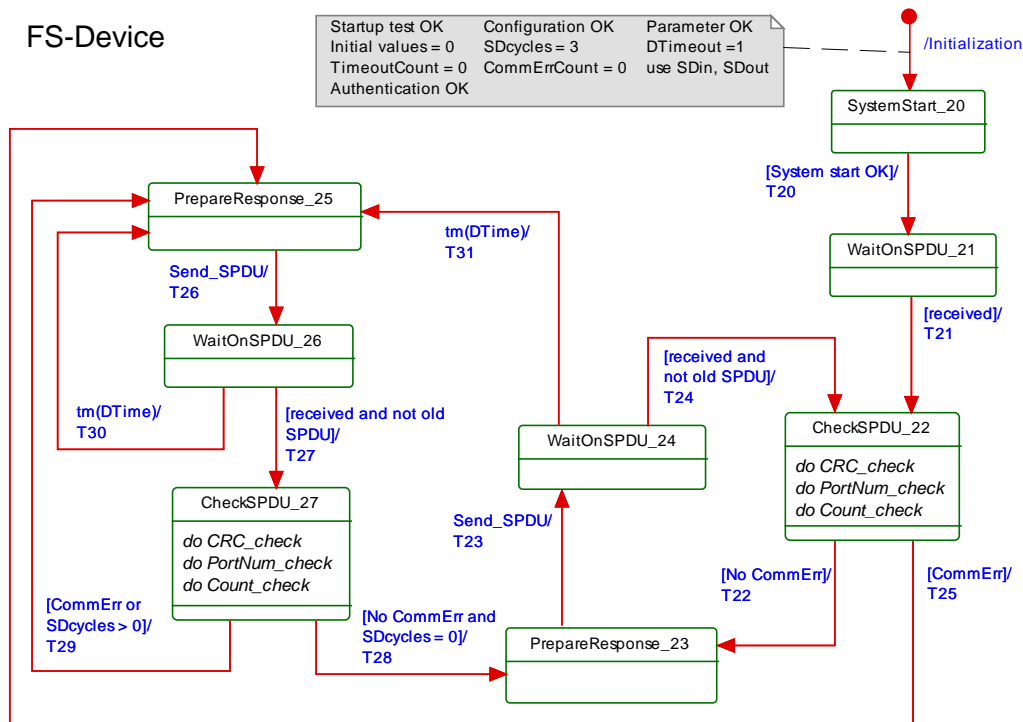 FS-Device
Startup test OK Configuration OK Parameter OK
Initial values = 0 SDcycles = 3 DTimeout =1
TimeoutCount = 0 CommErrCount = 0 use SDin, SDout
Authentication OK
/Initialization
SystemStart_20
[System start OK]/
T20
PrepareResponse_25
tm(DTime)/
T31
WaitOnSPDU_21
Send_SPDU/
T26
[received]/
T21
WaitOnSPDU_26
[received and
not old SPDU]/
T24
tm(DTime)/
T30
[received and not old
SPDU]/
T27
WaitOnSPDU_24
CheckSPDU_22
do CRC_check
do PortNum_check
do Count_check
CheckSPDU_27
do CRC_check
do PortNum_check
do Count_check
Send_SPDU/
T23
[No CommErr]/
T22
[CommErr]/
T25
[CommErr or
SDcycles > 0]/
T29
[No CommErr and
SDcycles = 0]/
T28
PrepareResponse_23